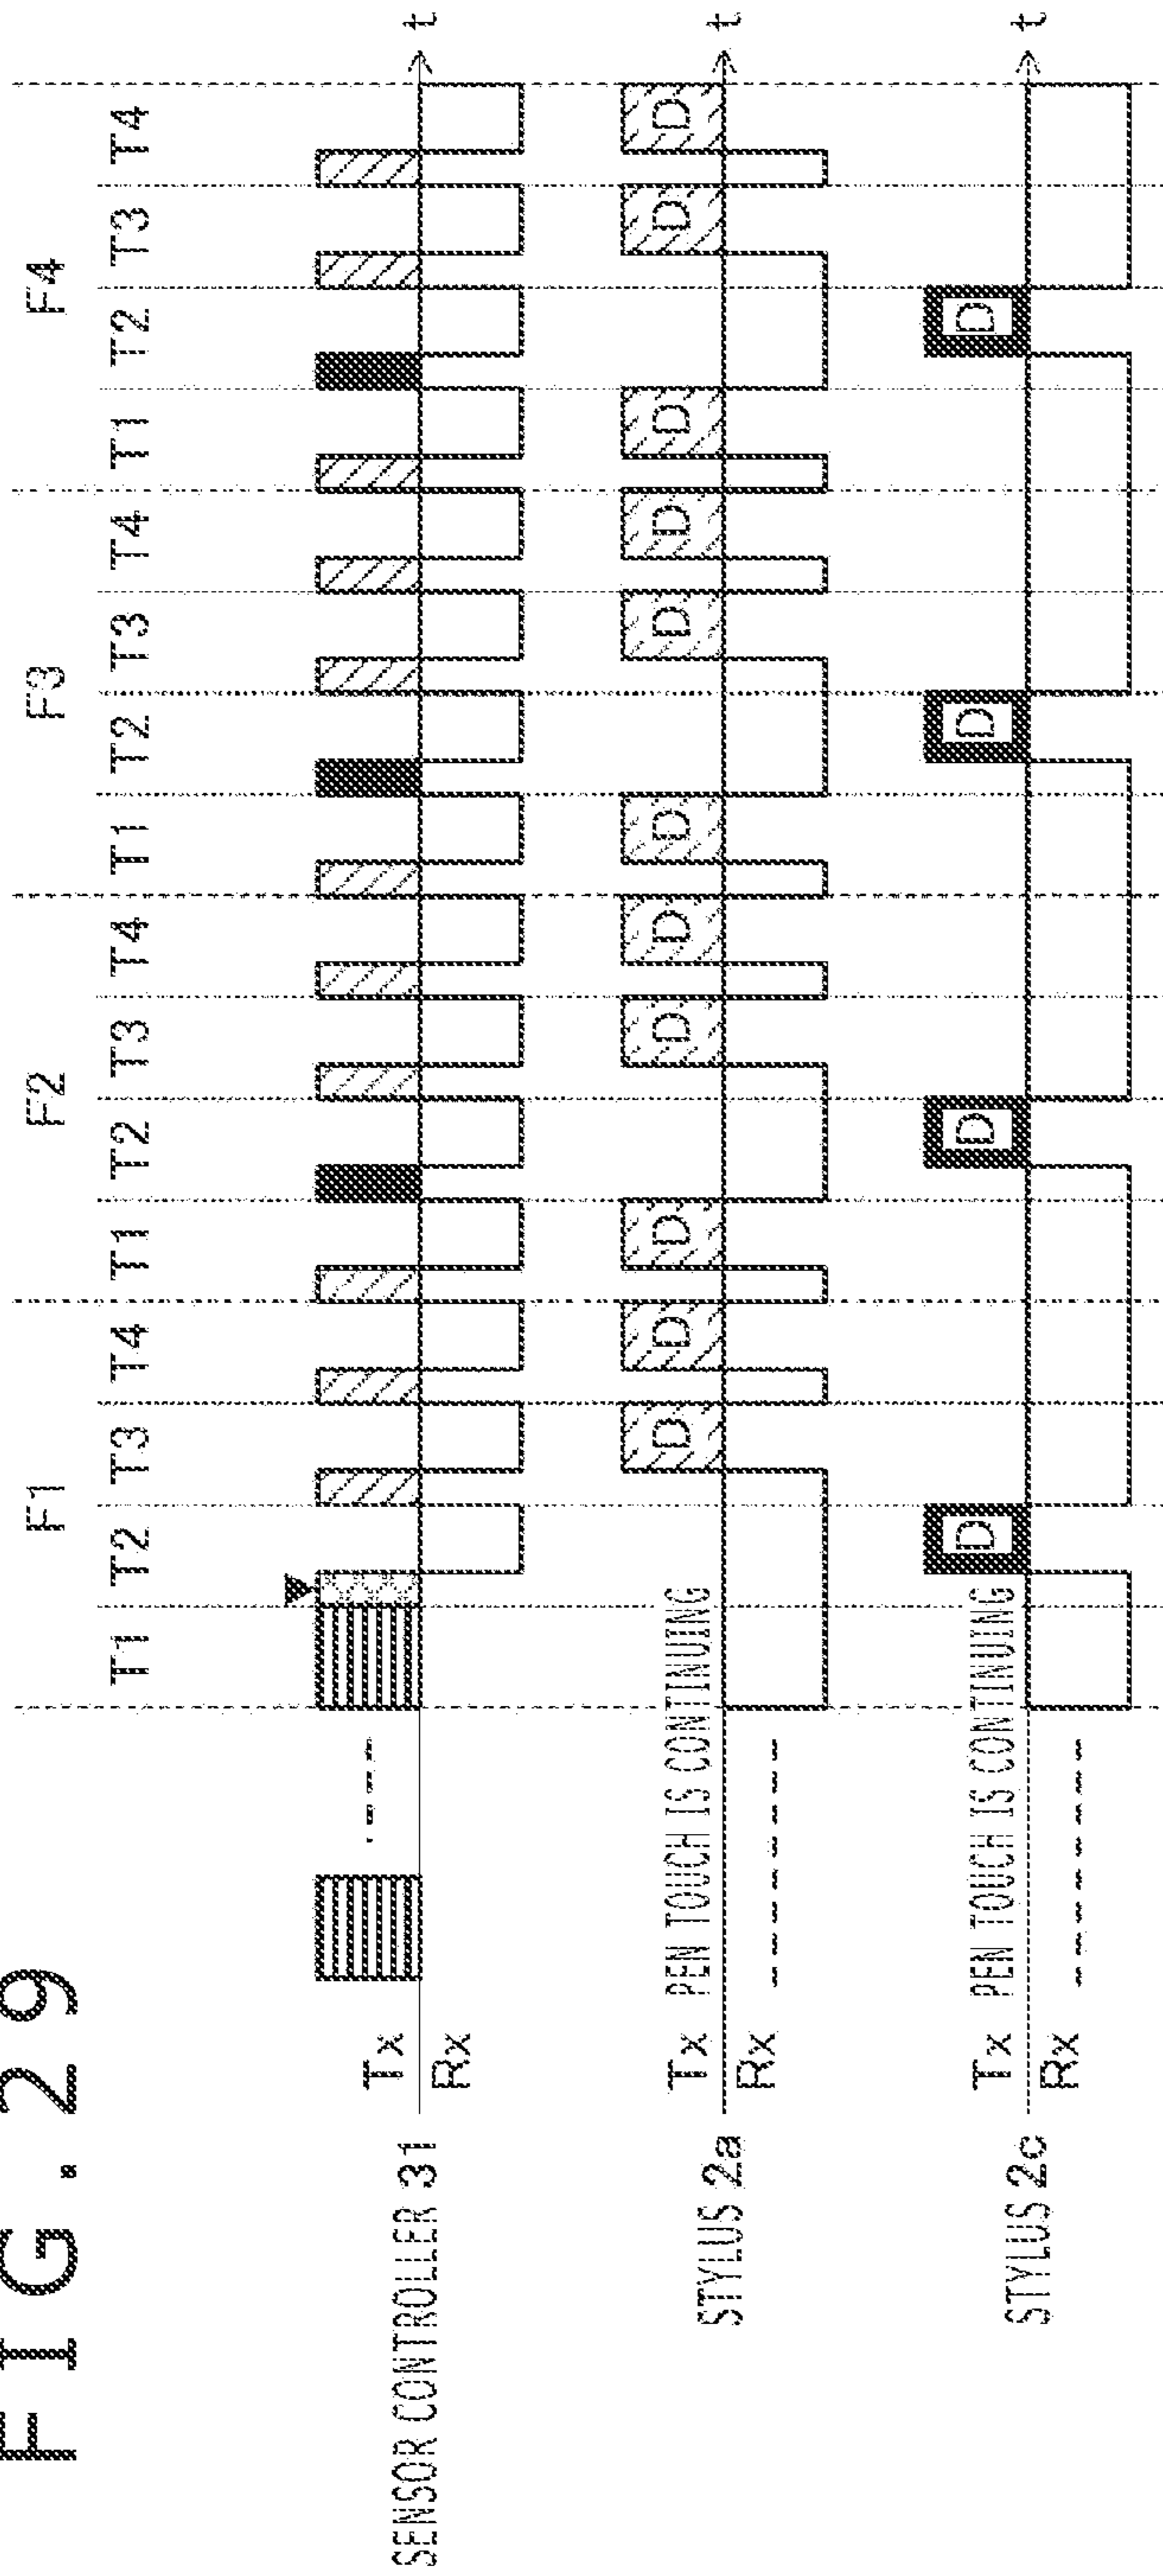 FIG. 29
F1 F2 F3 F4
T1 T2 T3 T4 T1 T2 T3 T4 T1 T2 T3 T4 T1 T2 T3 T4
SENSOR CONTROLLER 31
Tx
Rx
t
STYLUS 2a
Tx PEN TOUCH IS CONTINUING
Rx
D D D D D D D D D D D
t
STYLUS 2c
Tx PEN TOUCH IS CONTINUING
Rx
D D D D
t